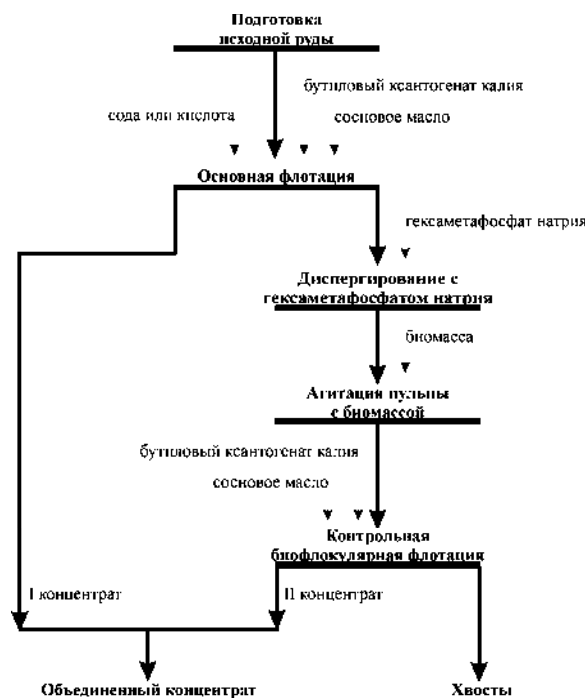 Подготовка
исходной руды
бутиловый ксантогенат калия
сода или кислота
сосновое масло
Основная флотация
гексаметафосфат натрия
Диспергирование с
гексаметафосфатом натрия
биомасса
Агитация пульпы
с биомассой
бутиловый ксантогенат калия
сосновое масло
Контрольная
биофлокулярная флотация
I концентрат
II концентрат
Объединенный концентрат
Хвосты